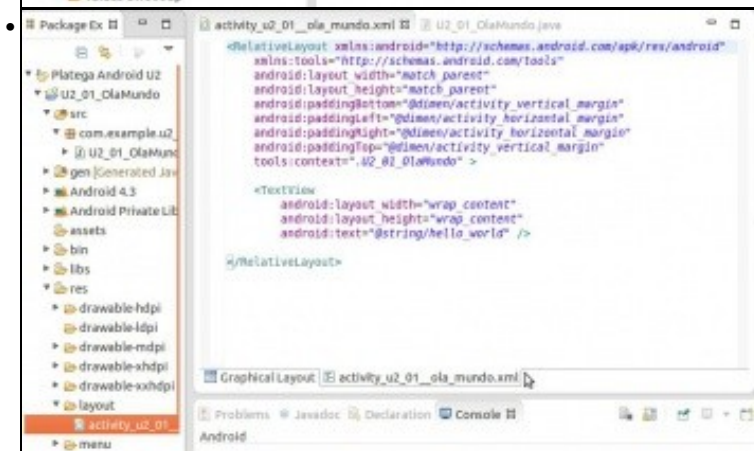 Package Ex
activity_u2_01__ola_mundo.xml
U2_01_OlaMundo.java
Platega Android U2
U2_01_OlaMundo
src
com.example.u2_
U2_01_OlaMund
gen [Generated Jav
Android 4.3
Android Private Lib
assets
bin
libs
res
drawable-hdpi
drawable-ldpi
drawable-mdpi
drawable-xhdpi
drawable-xxhdpi
layout
activity_u2_01_
menu
<RelativeLayout xmlns:android="http://schemas.android.com/apk/res/android"
xmlns:tools="http://schemas.android.com/tools"
android:layout_width="match_parent"
android:layout_height="match_parent"
android:paddingBottom="@dimen/activity_vertical_margin"
android:paddingLeft="@dimen/activity_horizontal_margin"
android:paddingRight="@dimen/activity_horizontal_margin"
android:paddingTop="@dimen/activity_vertical_margin"
tools:context=".U2_01_OlaMundo" >
<TextView
android:layout_width="wrap_content"
android:layout_height="wrap_content"
android:text="@string/hello_world" />
</RelativeLayout>
Graphical Layout
activity_u2_01__ola_mundo.xml
Problems
Javadoc
Declaration
Console
Android